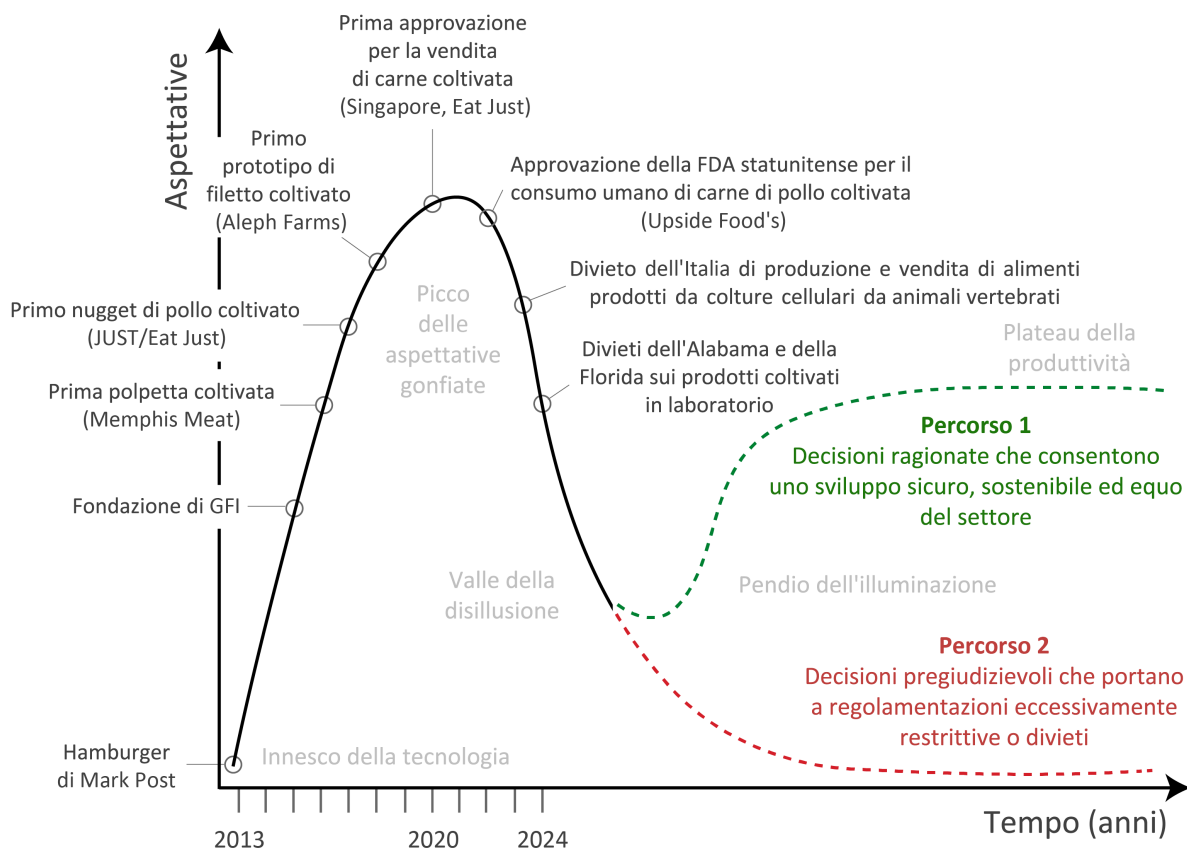 Aspettative
Prima approvazione
per la vendita
di carne coltivata
(Singapore, Eat Just)
Primo
prototipo di
filetto coltivato
(Aleph Farms)
Approvazione della FDA statunitense per il
consumo umano di carne di pollo coltivata
(Upside Food's)
Primo nugget di pollo coltivato
(JUST/Eat Just)
Picco
delle
aspettative
gonfiate
Divieto dell'Italia di produzione e vendita di alimenti
prodotti da colture cellulari da animali vertebrati
Plateau della
produttività
Prima polpetta coltivata
(Memphis Meat)
Divieti dell'Alabama e della
Florida sui prodotti coltivati
in laboratorio
Percorso 1
Decisioni ragionate che consentono
uno sviluppo sicuro, sostenibile ed equo
del settore
Fondazione di GFI
Valle della
disillusione
Pendio dell'illuminazione
Percorso 2
Decisioni pregiudizievoli che portano
a regolamentazioni eccessivamente
restrittive o divieti
Hamburger
di Mark Post
Innesco della tecnologia
2013
2020
2024
Tempo (anni)